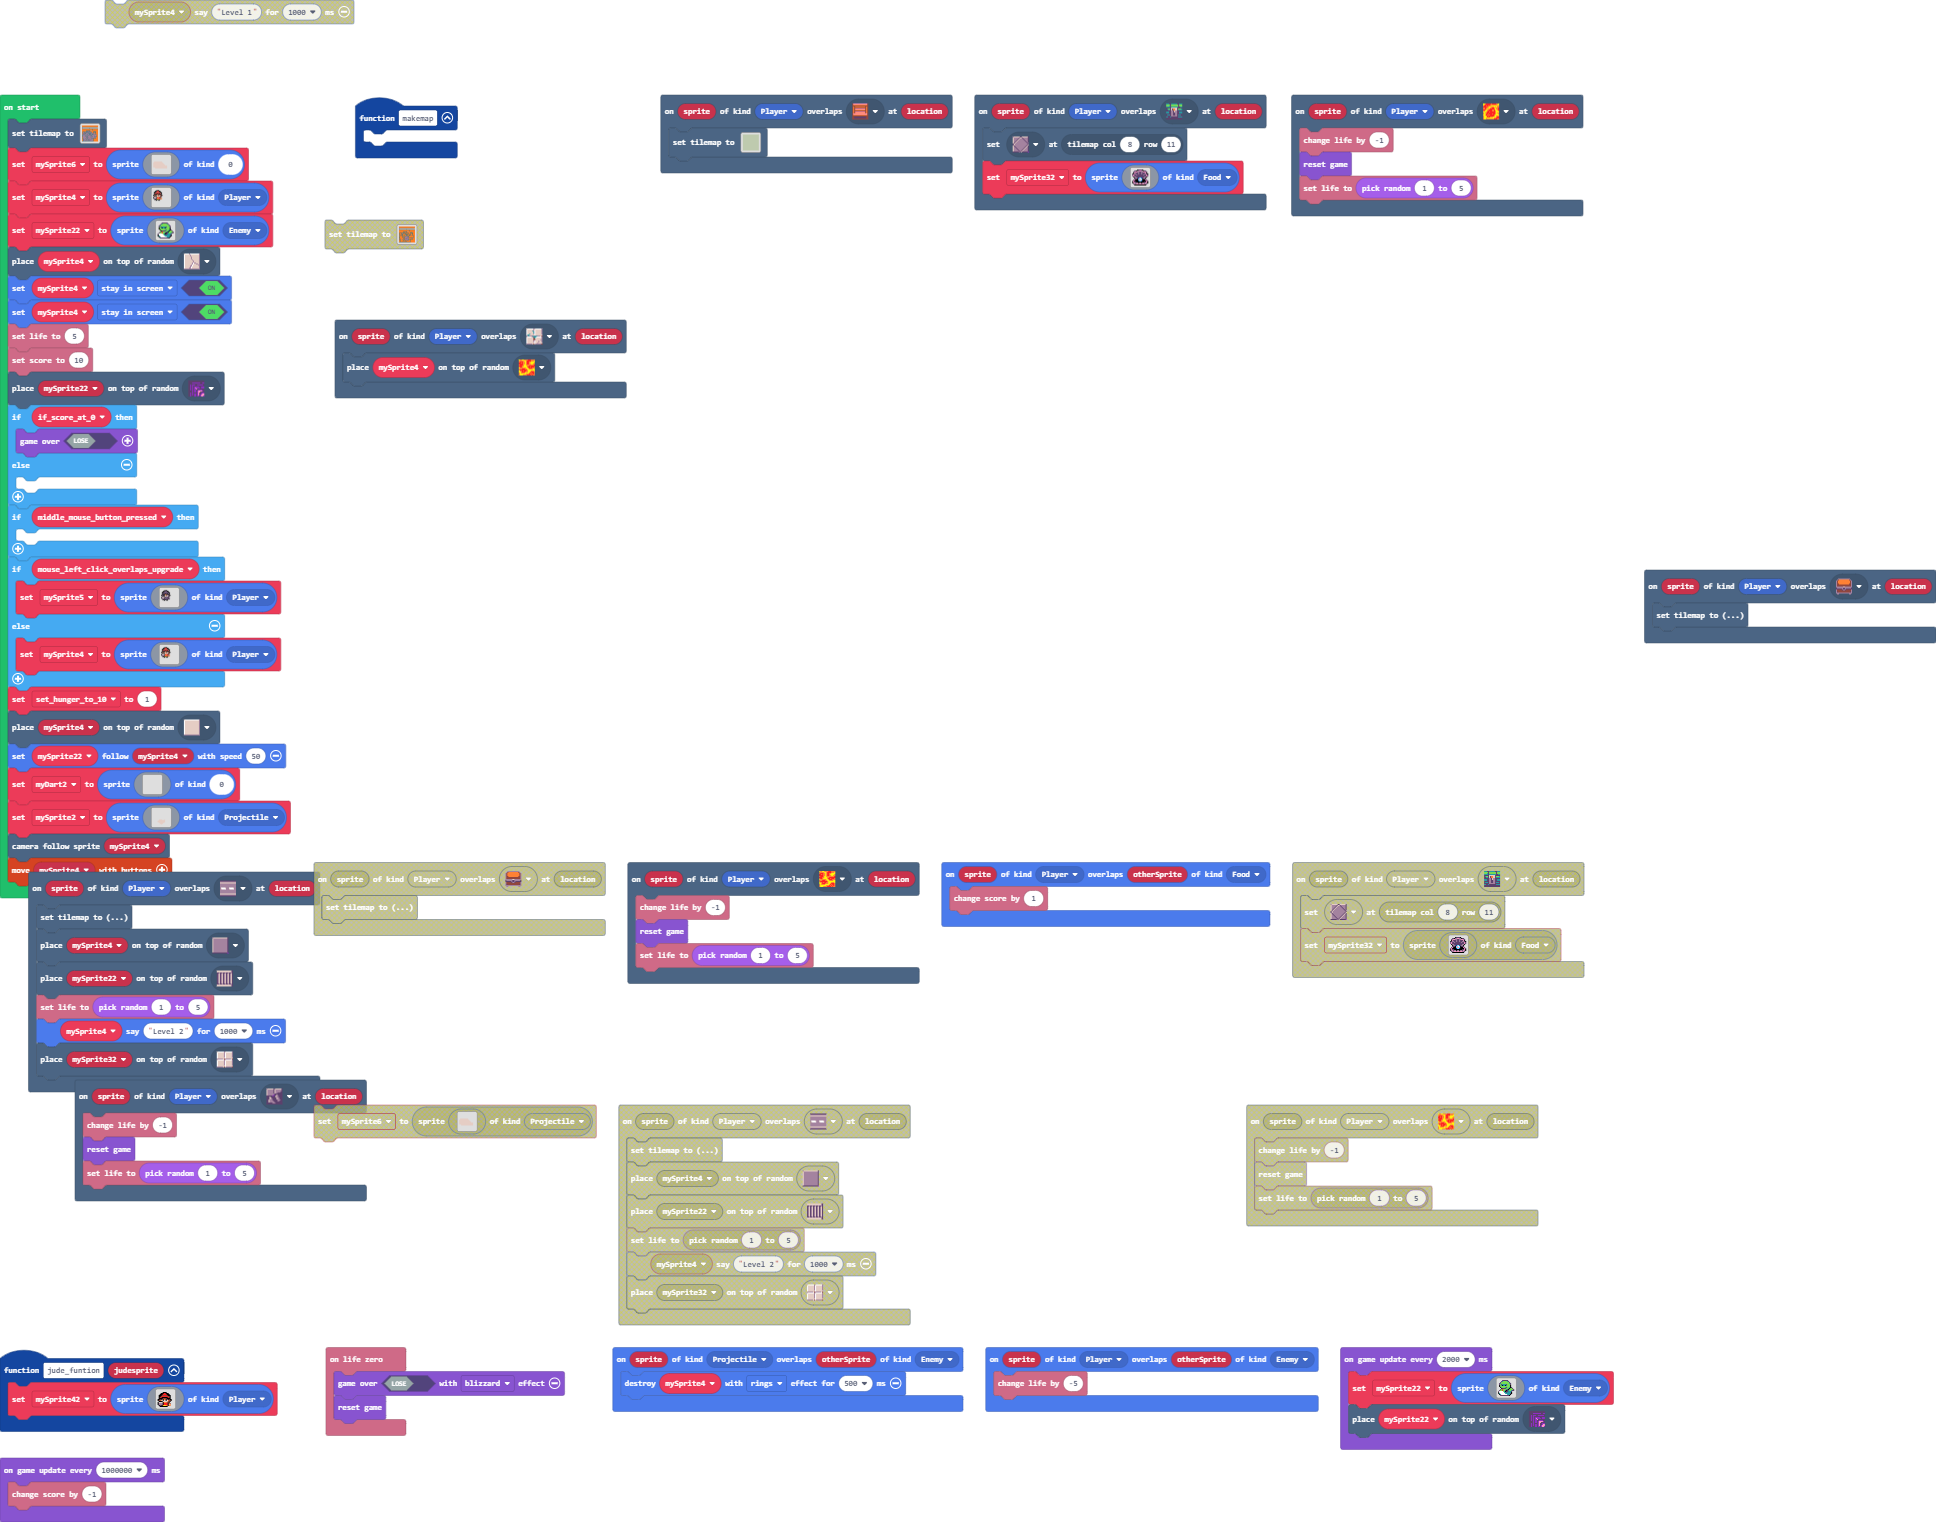 mySprite4 say "Level 1" for 1000 ms
on start
set tilemap to
set mySprite6 to sprite of kind 0
set mySprite4 to sprite of kind Player
set mySprite22 to sprite of kind Enemy
place mySprite4 on top of random
set mySprite4 stay in screen ON
set mySprite4 stay in screen ON
set life to 5
set score to 10
place mySprite22 on top of random
if if_score_at_0 then
game over LOSE
else
if middle_mouse_button_pressed then
if mouse_left_click_overlaps_upgrade then
set mySprite5 to sprite of kind Player
else
set mySprite4 to sprite of kind Player
set set_hunger_to_10 to 1
place mySprite4 on top of random
set mySprite22 follow mySprite4 with speed 50
set myDart2 to sprite of kind 0
set mySprite2 to sprite of kind Projectile
camera follow sprite mySprite4
move mySprite4 with buttons
function makemap
set tilemap to
on sprite of kind Player overlaps at location
place mySprite4 on top of random
on sprite of kind Player overlaps at location
set tilemap to
on sprite of kind Player overlaps at location
set at tilemap col 8 row 11
set mySprite32 to sprite of kind Food
on sprite of kind Player overlaps at location
change life by -1
reset game
set life to pick random 1 to 5
on sprite of kind Player overlaps at location
set tilemap to (...)
on sprite of kind Player overlaps at location
set tilemap to (...)
place mySprite4 on top of random
place mySprite22 on top of random
set life to pick random 1 to 5
mySprite4 say "Level 2" for 1000 ms
place mySprite32 on top of random
on sprite of kind Player overlaps at location
set tilemap to (...)
on sprite of kind Player overlaps at location
change life by -1
reset game
set life to pick random 1 to 5
on sprite of kind Player overlaps otherSprite of kind Food
change score by 1
on sprite of kind Player overlaps at location
set at tilemap col 8 row 11
set mySprite32 to sprite of kind Food
on sprite of kind Player overlaps at location
change life by -1
reset game
set life to pick random 1 to 5
set mySprite6 to sprite of kind Projectile
on sprite of kind Player overlaps at location
set tilemap to (...)
place mySprite4 on top of random
place mySprite22 on top of random
set life to pick random 1 to 5
mySprite4 say "Level 2" for 1000 ms
place mySprite32 on top of random
on sprite of kind Player overlaps at location
change life by -1
reset game
set life to pick random 1 to 5
function jude_funtion judesprite
set mySprite42 to sprite of kind Player
on life zero
game over LOSE with blizzard effect
reset game
on sprite of kind Projectile overlaps otherSprite of kind Enemy
destroy mySprite4 with rings effect for 500 ms
on sprite of kind Player overlaps otherSprite of kind Enemy
change life by -5
on game update every 2000 ms
set mySprite22 to sprite of kind Enemy
place mySprite22 on top of random
on game update every 1000000 ms
change score by -1